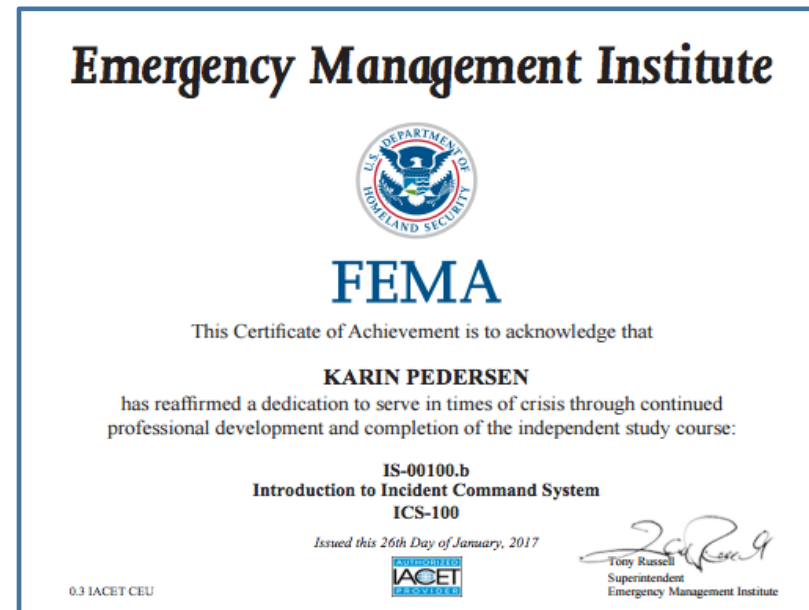 Emergency Management Institute
U.S. DEPARTMENT OF
HOMELAND SECURITY
FEMA
This Certificate of Achievement is to acknowledge that
KARIN PEDERSEN
has reaffirmed a dedication to serve in times of crisis through continued
professional development and completion of the independent study course:
IS-00100.b
Introduction to Incident Command System
ICS-100
Issued this 26th Day of January, 2017
Tony Russell
Superintendent
Emergency Management Institute
0.3 IACET CEU
AUTHORIZED
IACET
PROVIDER